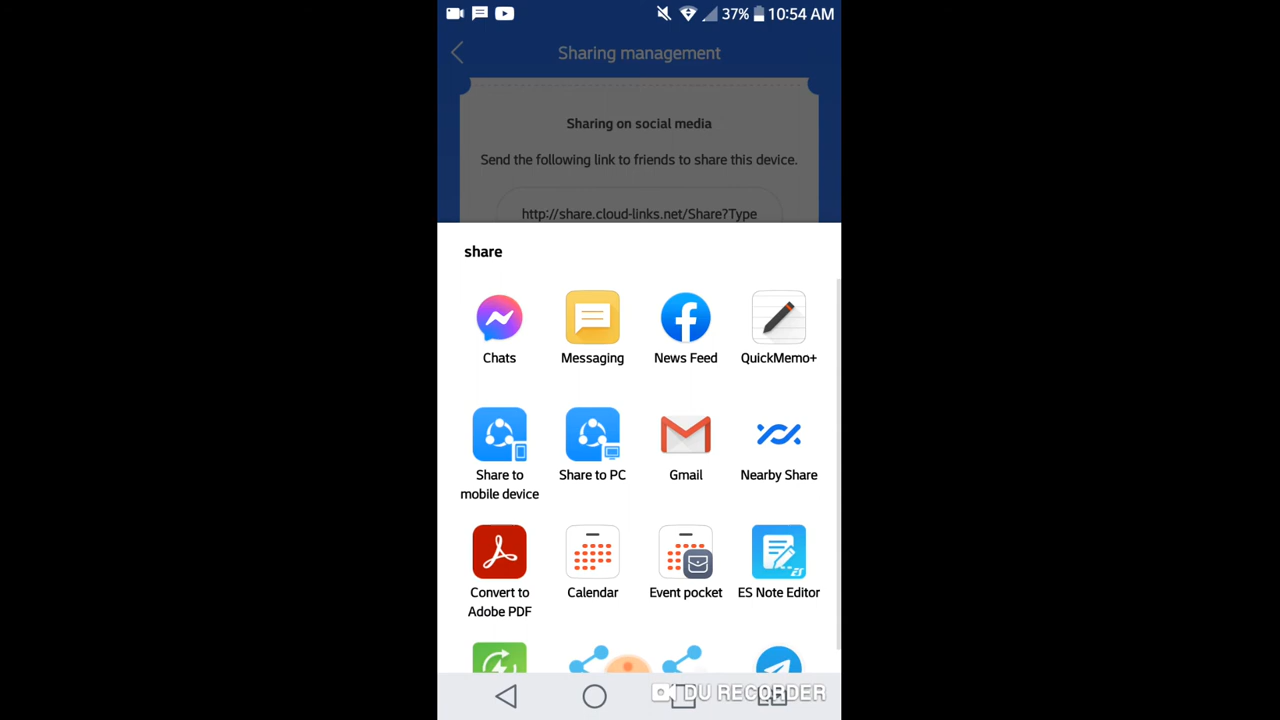 37% 10:54 AM
Sharing management
Sharing on social media
Send the following link to friends to share this device.
http://share.cloud-links.net/Share?Type
share
Chats
Messaging
News Feed
QuickMemo+
Share to
mobile device
Share to PC
Gmail
Nearby Share
Convert to
Adobe PDF
Calendar
Event pocket
ES Note Editor
ES
DU RECORDER